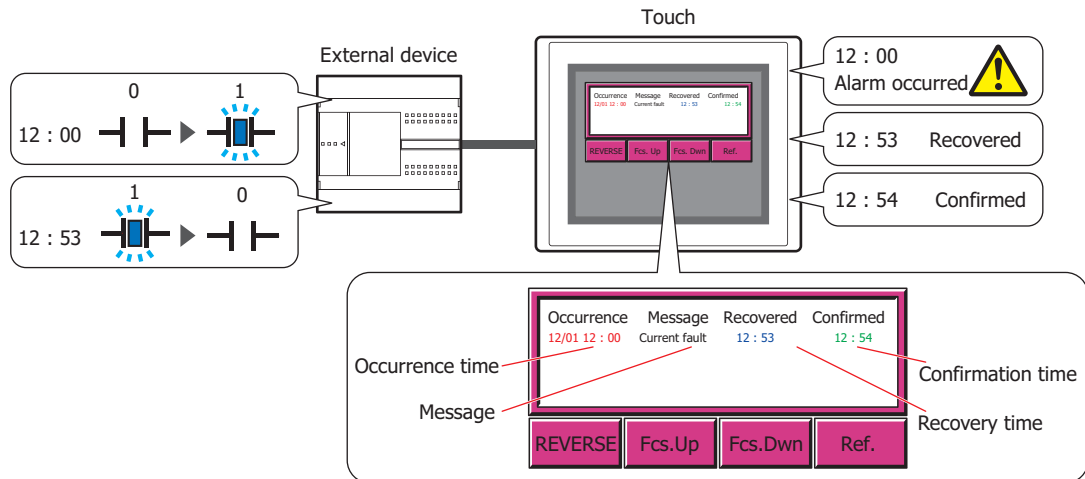 Touch
External device
0 1
12 : 00
1 0
12 : 53
Occurrence Message Recovered Confirmed
12/01 12 : 00 Current fault 12 : 53 12 : 54
REVERSE Fcs. Up Fcs. Dwn Ref.
12 : 00
Alarm occurred
12 : 53 Recovered
12 : 54 Confirmed
Occurrence Message Recovered Confirmed
12/01 12 : 00 Current fault 12 : 53 12 : 54
Occurrence time
Confirmation time
Message
Recovery time
REVERSE Fcs.Up Fcs.Dwn Ref.